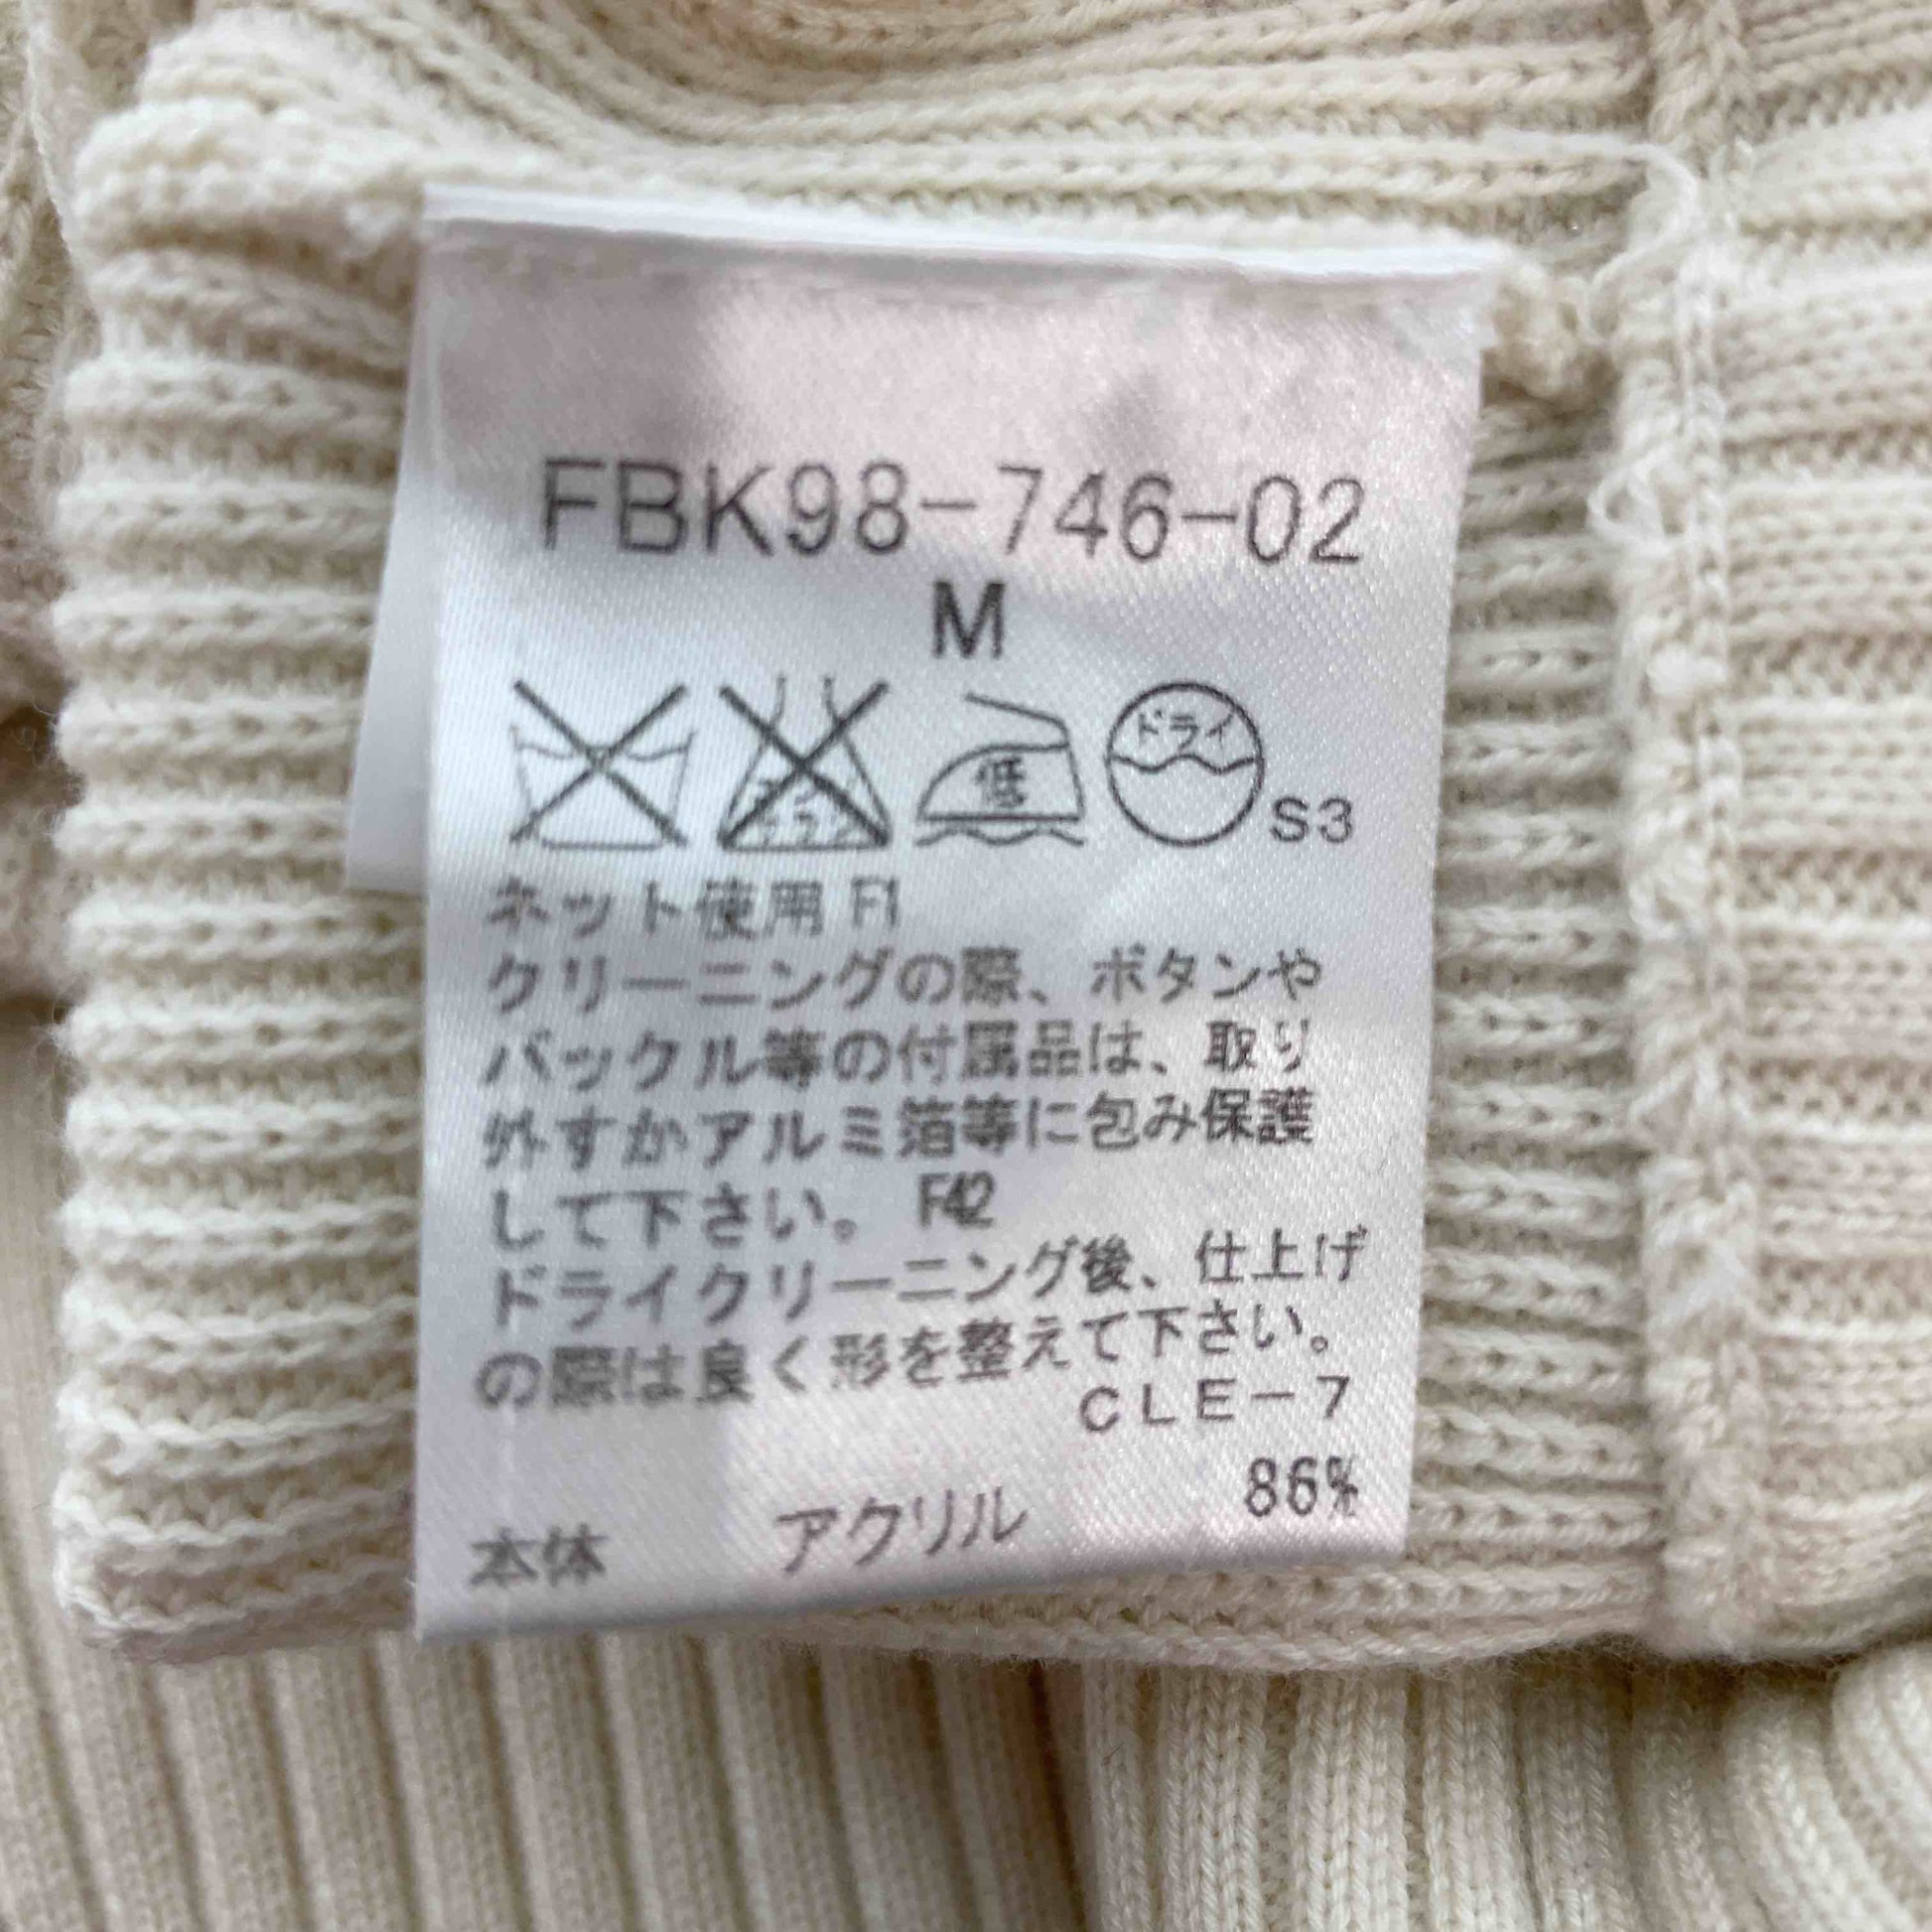 FBK98-746-02
M
低 ドライ S3
ネット使用 F1
クリーニングの際、ボタンや
バックル等の付属品は、取り
外すかアルミ箔等に包み保護
して下さい。 F42
ドライクリーニング後、仕上げ
の際は良く形を整えて下さい。
CLE-7
本体 アクリル 86%